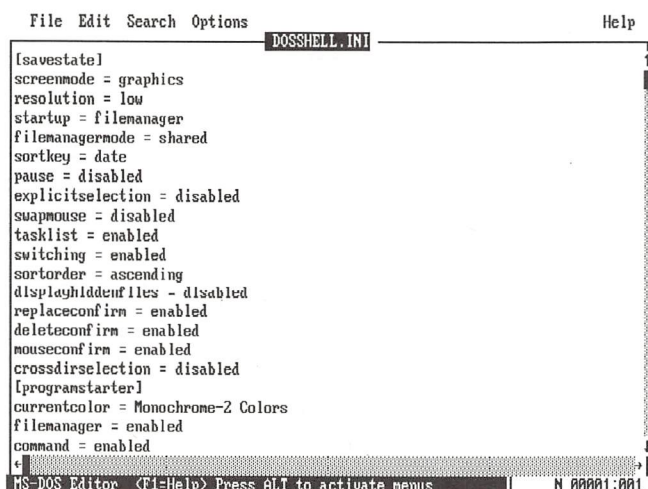 File Edit Search Options Help
DOSSHELL.INI
[savestate]
screenmode = graphics
resolution = low
startup = filemanager
filemanagermode = shared
sortkey = date
pause = disabled
explicitselection = disabled
swapmouse = disabled
tasklist = enabled
switching = enabled
sortorder = ascending
displayhiddenfiles = disabled
replaceconfirm = enabled
deleteconfirm = enabled
mouseconfirm = enabled
crossdirselection = disabled
[programstarter]
currentcolor = Monochrome-2 Colors
filemanager = enabled
command = enabled
MS-DOS Editor <F1=Help> Press ALT to activate menus N 00001:001